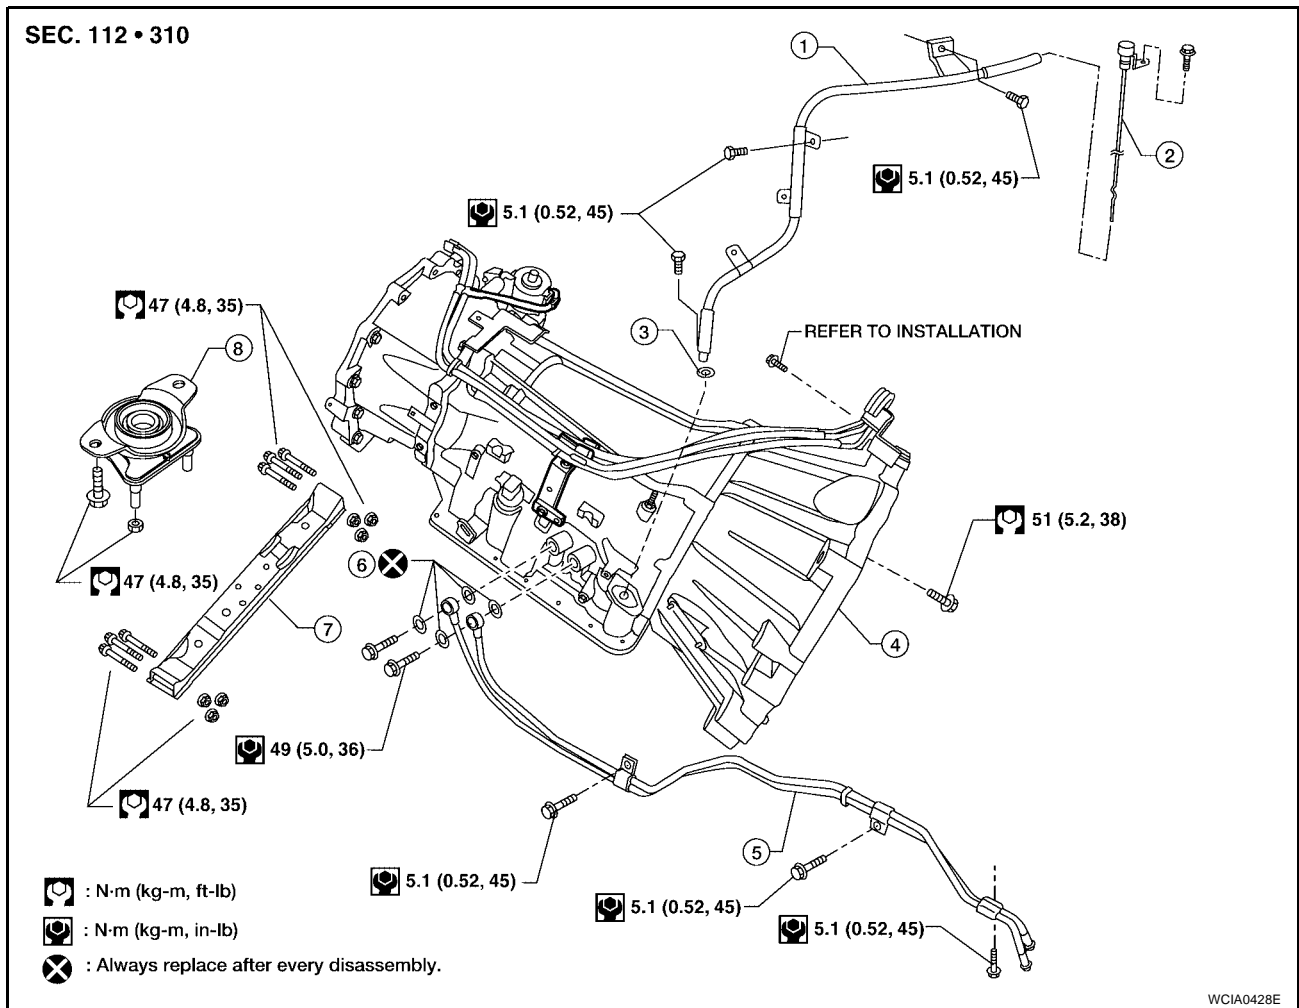 SEC. 112 • 310
1
2
5.1 (0.52, 45)
5.1 (0.52, 45)
47 (4.8, 35)
3
REFER TO INSTALLATION
8
51 (5.2, 38)
6
47 (4.8, 35)
7
4
49 (5.0, 36)
47 (4.8, 35)
5
5.1 (0.52, 45)
5.1 (0.52, 45)
5.1 (0.52, 45)
: N·m (kg-m, ft-lb)
: N·m (kg-m, in-lb)
: Always replace after every disassembly.
WCIA0428E